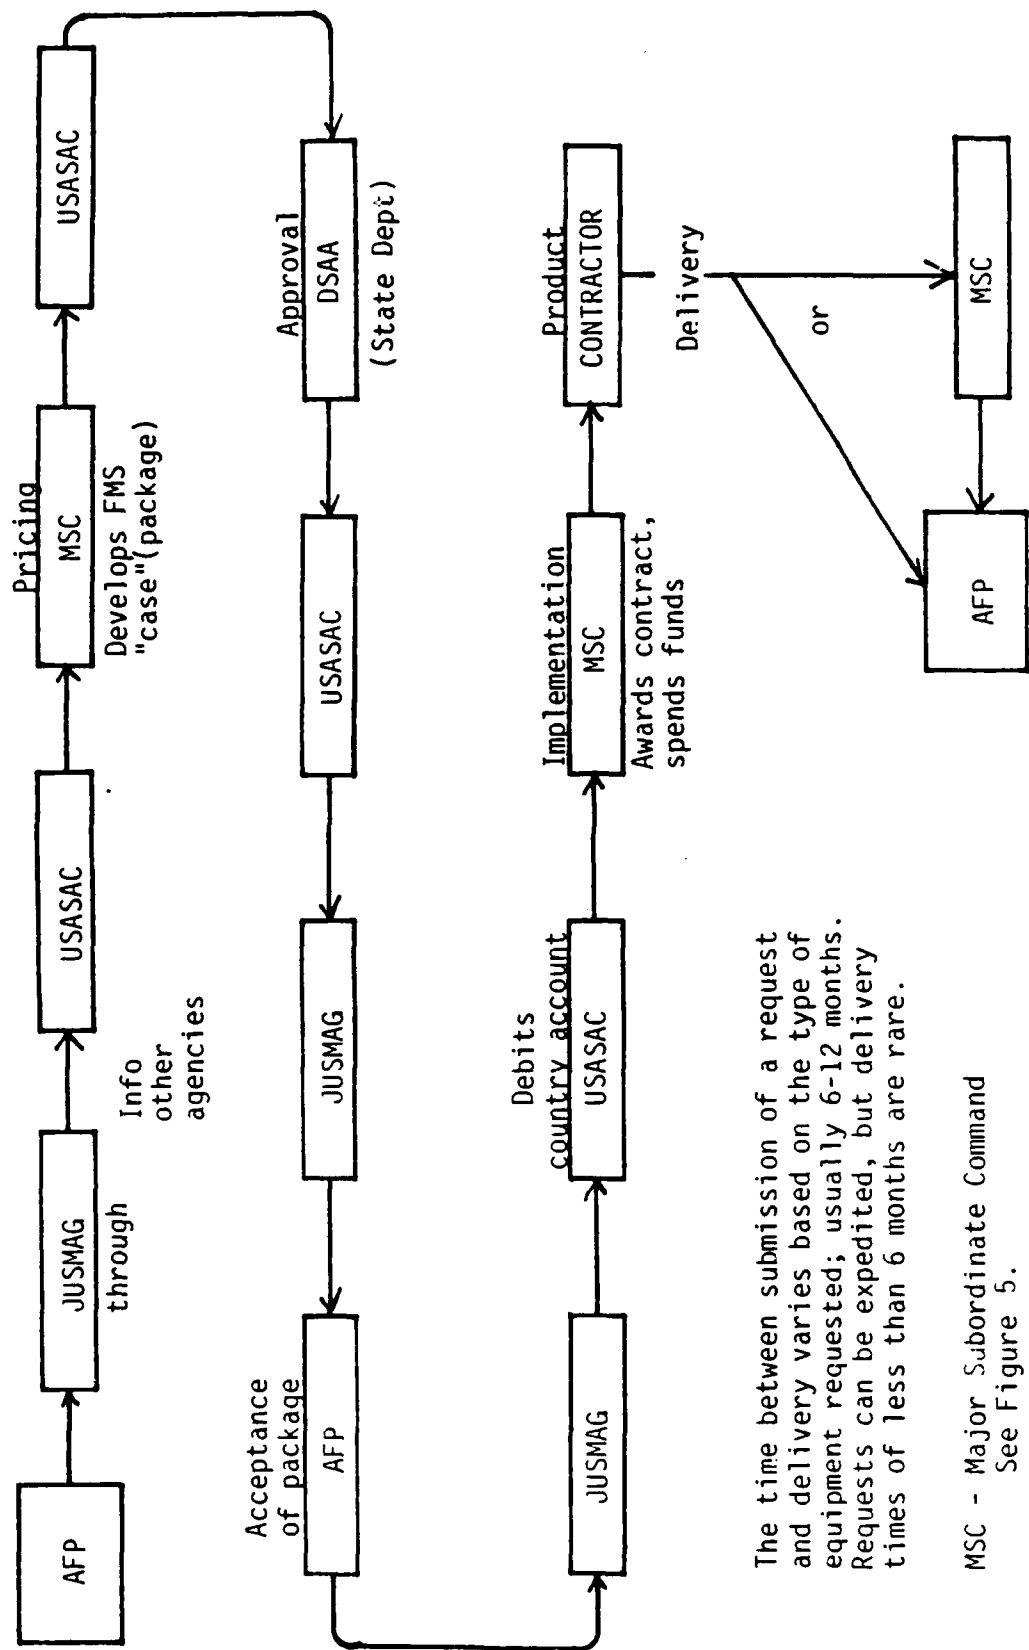 AFP
JUSMAG
through
Info
other
agencies
USASAC
Pricing
MSC
Develops FMS
"case"(package)
USASAC
Approval
DSAA
(State Dept)
USASAC
JUSMAG
Acceptance
of package
AFP
JUSMAG
Debits
country account
USASAC
Implementation
MSC
Awards contract,
spends funds
Product
CONTRACTOR
Delivery
or
MSC
AFP
The time between submission of a request
and delivery varies based on the type of
equipment requested; usually 6-12 months.
Requests can be expedited, but delivery
times of less than 6 months are rare.
MSC - Major Subordinate Command
See Figure 5.